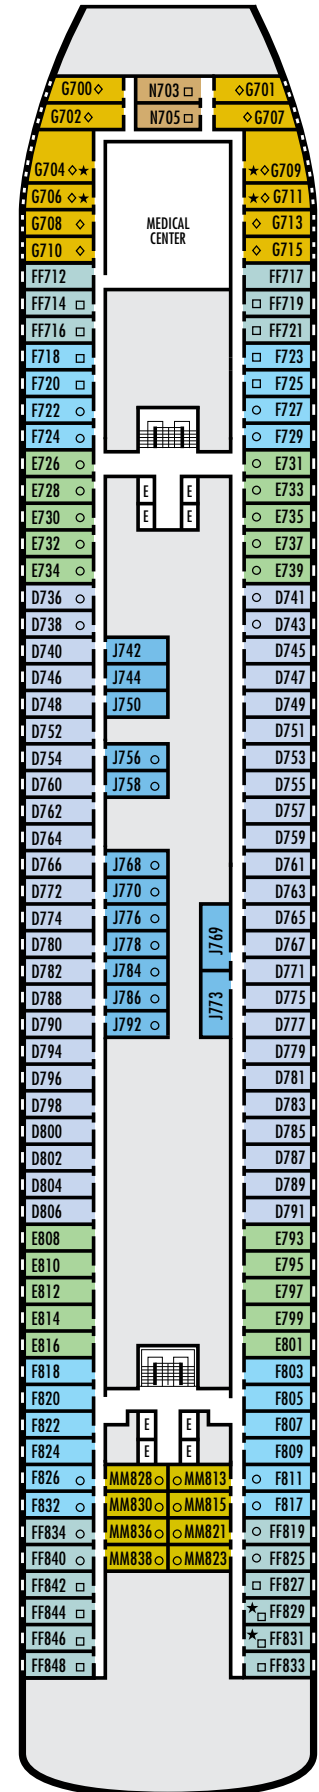 G700 N703 G701
G702 N705 G707
G704 ★ ★ G709
G706 ★ ★ G711
G708 MEDICAL G713
G710 CENTER G715
FF712 FF717
FF714 FF719
FF716 FF721
F718 F723
F720 F725
F722 F727
F724 F729
E726 E731
E728 E E E733
E730 E E E735
E732 E737
E734 E739
D736 D741
D738 D743
D740 J742 D745
D746 J744 D747
D748 J750 D749
D752 D751
D754 J756 D753
D760 J758 D755
D762 D757
D764 D759
D766 J768 D761
D772 J770 D763
D774 J776 J769 D765
D780 J778 D767
D782 J784 D771
D788 J786 J773 D775
D790 J792 D777
D794 D779
D796 D781
D798 D783
D800 D785
D802 D787
D804 D789
D806 D791
E808 E793
E810 E795
E812 E797
E814 E799
E816 E801
F818 F803
F820 F805
F822 E E F807
F824 E E F809
F826 MM828 MM813 F811
F832 MM830 MM815 F817
FF834 MM836 MM821 FF819
FF840 MM838 MM823 FF825
FF842 FF827
FF844 ★ FF829
FF846 ★ FF831
FF848 FF833